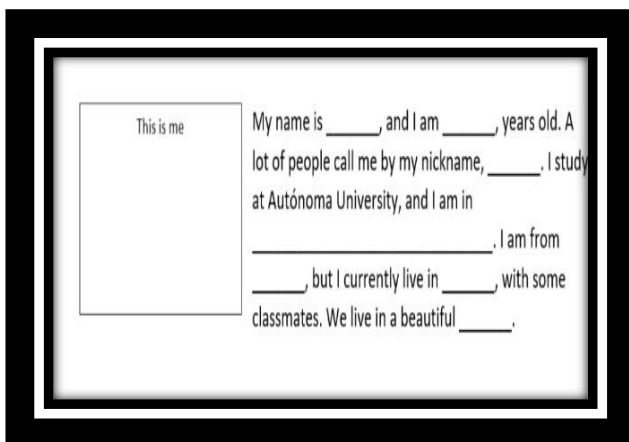 This is me
My name is ______, and I am ______, years old. A
lot of people call me by my nickname, ______. I study
at Autónoma University, and I am in
____________________________. I am from
______, but I currently live in ______, with some
classmates. We live in a beautiful ______.